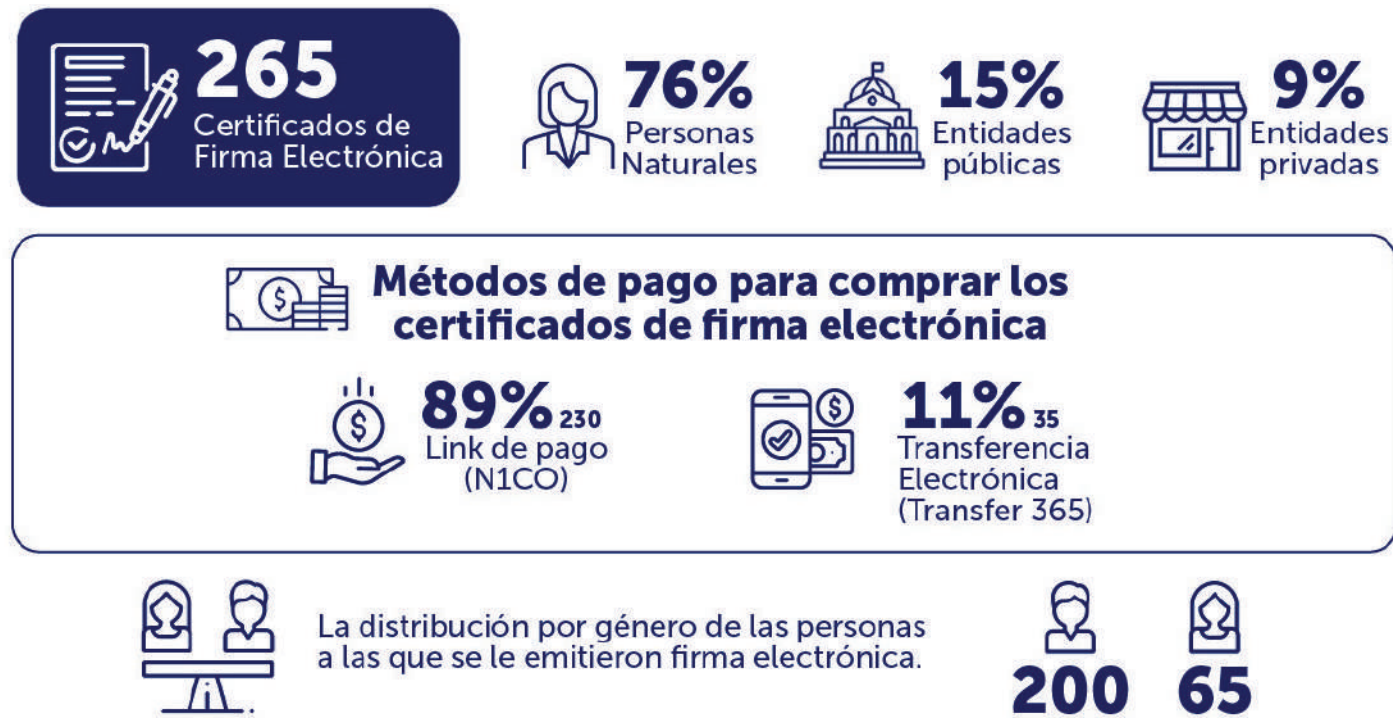 265
Certificados de
Firma Electrónica
76%
Personas
Naturales
15%
Entidades
públicas
9%
Entidades
privadas
Métodos de pago para comprar los
certificados de firma electrónica
89% 230
Link de pago
(N1CO)
11% 35
Transferencia
Electrónica
(Transfer 365)
La distribución por género de las personas
a las que se le emitieron firma electrónica.
200 65